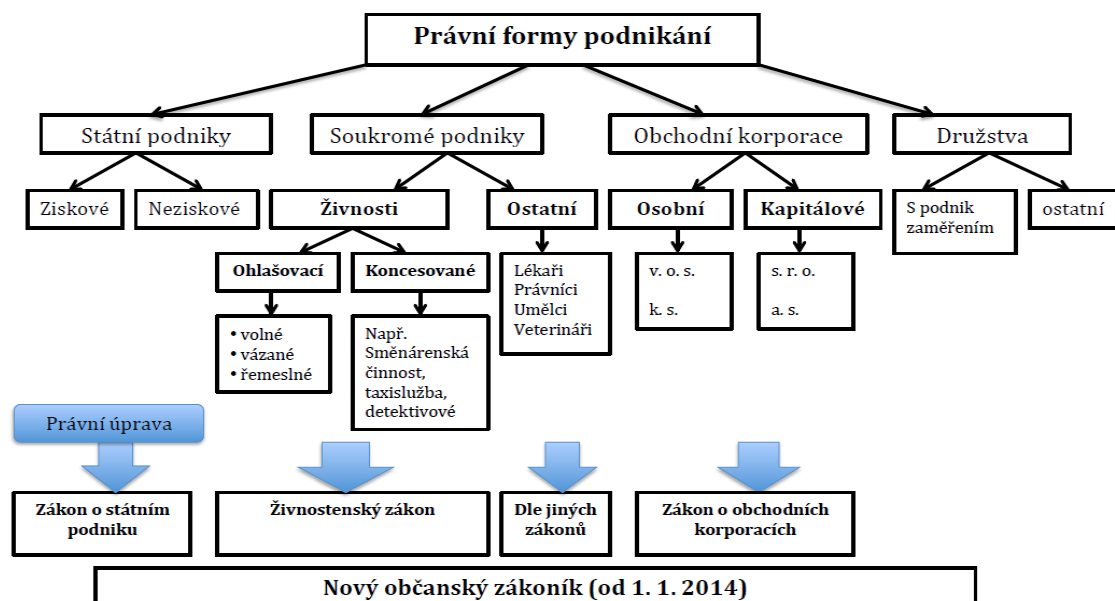 Právní formy podnikání
Státní podniky
Soukromé podniky
Obchodní korporace
Družstva
Ziskové
Neziskové
Živnosti
Ostatní
Osobní
Kapitálové
S podnik
zaměřením
ostatní
Ohlašovací
Koncesované
Lékaři
Právníci
Umělci
Veterináři
v. o. s.
k. s.
s. r. o.
a. s.
• volné
• vázané
• řemeslné
Např.
Směnárenská
činnost,
taxislužba,
detektivové
Právní úprava
Zákon o státním
podniku
Živnostenský zákon
Dle jiných
zákonů
Zákon o obchodních
korporacích
Nový občanský zákoník (od 1. 1. 2014)